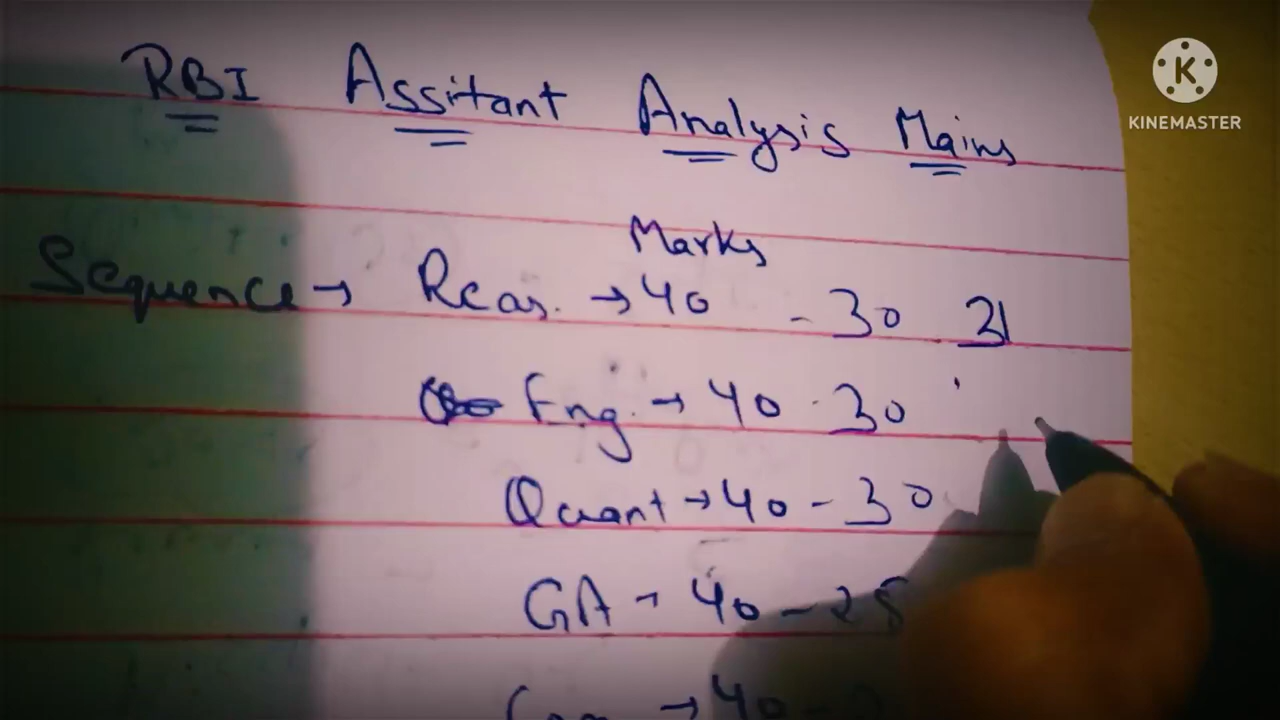 RBI Assitant Analysis Mains
KINEMASTER
Marks
Sequence → Reas. → 40 - 30 31
Eng. → 40 - 30
Quant → 40 - 30
GA → 40 - 25
→ 40 -